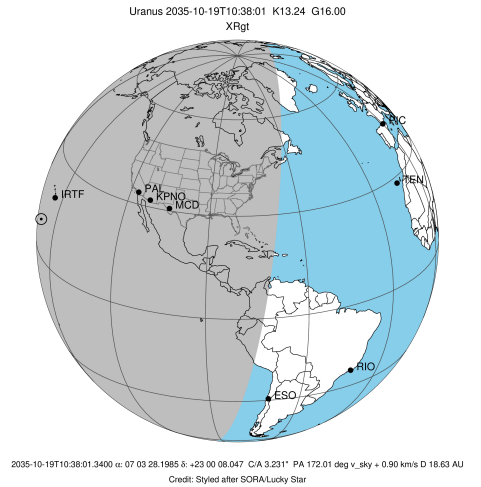 Uranus 2035-10-19T10:38:01 K13.24 G16.00
XRgt
PIC
TEN
PAL
IRTF
KPNO
MCD
RIO
ESO
2035-10-19T10:38:01.3400 α: 07 03 28.1985 δ: +23 00 08.047 C/A 3.231" PA 172.01 deg v_sky + 0.90 km/s D 18.63 AU
Credit: Styled after SORA/Lucky Star